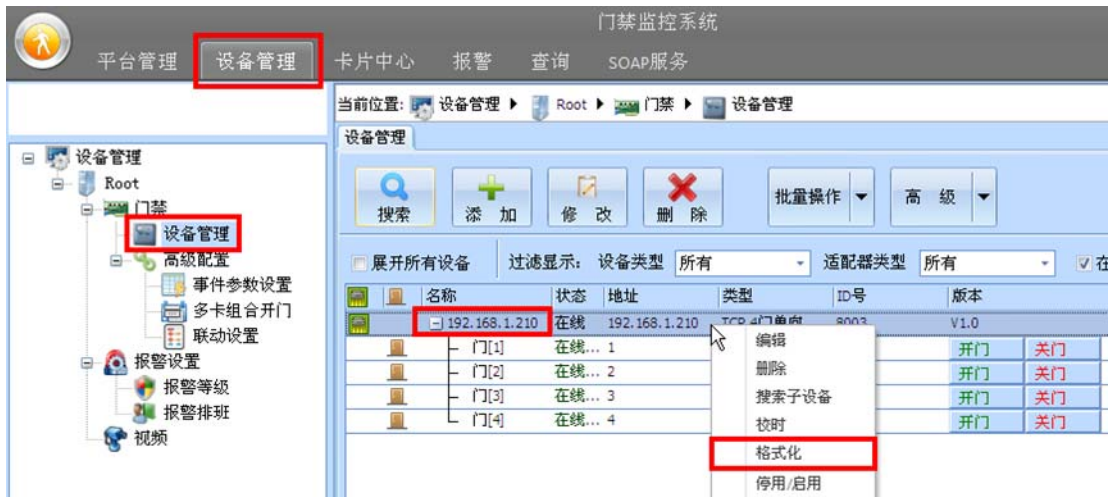 门禁监控系统
平台管理 设备管理 卡片中心 报警 查询 SOAP服务
当前位置: 设备管理 Root 门禁 设备管理
设备管理
设备管理
Root
门禁
设备管理
高级配置
事件参数设置
多卡组合开门
联动设置
报警设置
报警等级
报警排班
视频
搜索 添 加 修 改 删 除 批量操作 高 级
展开所有设备 过滤显示: 设备类型 所有 适配器类型 所有 在
名称 状态 地址 类型 ID号 版本
192.168.1.210 在线 192.168.1.210 TCP 4门单向 8003 V1.0
门[1] 在线... 1 开门 关门
门[2] 在线... 2 开门 关门
门[3] 在线... 3 开门 关门
门[4] 在线... 4 开门 关门
编辑
删除
搜索子设备
校时
格式化
停用/启用